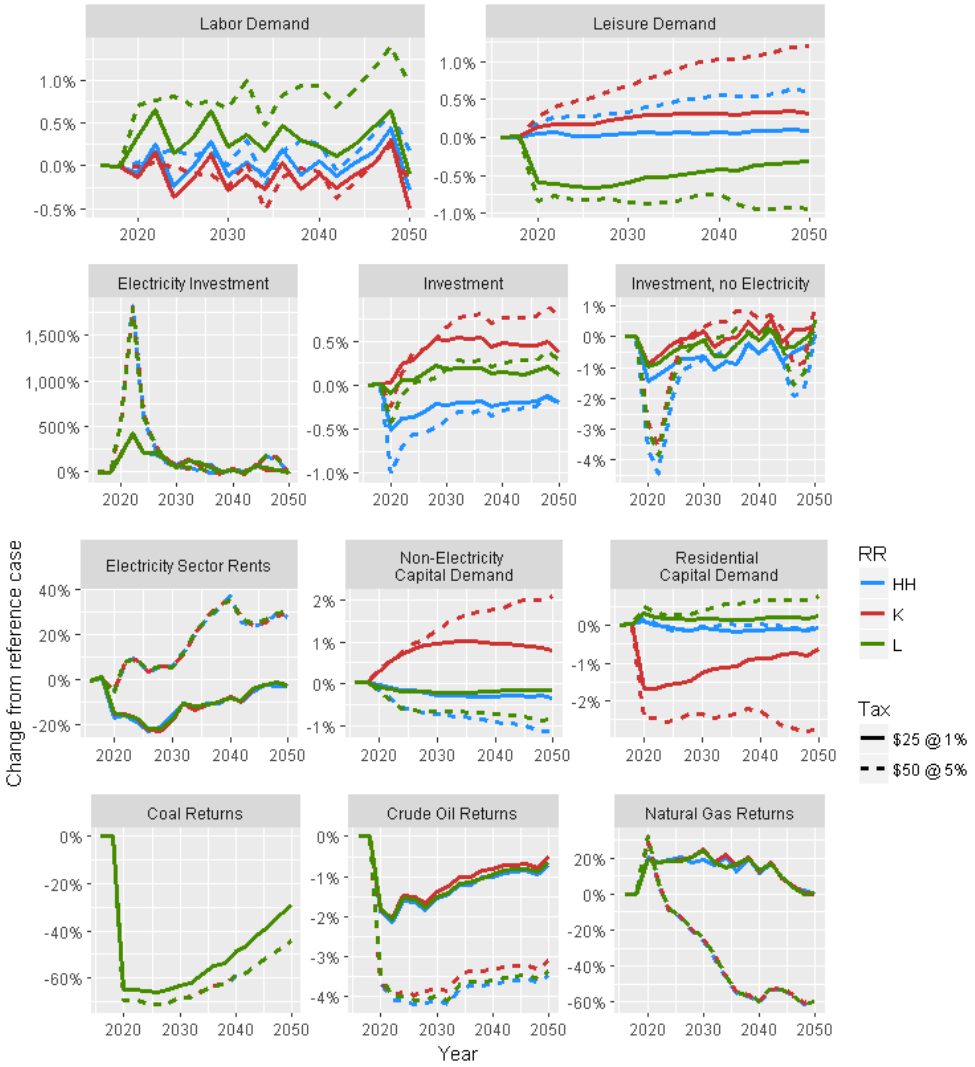 Labor Demand
Leisure Demand
1.0%
0.5%
0.0%
-0.5%
2020 2030 2040 2050
1.0%
0.5%
0.0%
-0.5%
-1.0%
2020 2030 2040 2050
Electricity Investment
Investment
Investment, no Electricity
1,500%
1,000%
500%
0%
2020 2030 2040 2050
0.5%
0.0%
-0.5%
-1.0%
2020 2030 2040 2050
1%
0%
-1%
-2%
-3%
-4%
2020 2030 2040 2050
Change from reference case
Electricity Sector Rents
Non-Electricity
Capital Demand
Residential
Capital Demand
40%
20%
0%
-20%
2020 2030 2040 2050
2%
1%
0%
-1%
2020 2030 2040 2050
0%
-1%
-2%
2020 2030 2040 2050
RR
HH
K
L
Tax
$25 @ 1%
$50 @ 5%
Coal Returns
Crude Oil Returns
Natural Gas Returns
0%
-20%
-40%
-60%
2020 2030 2040 2050
0%
-1%
-2%
-3%
-4%
2020 2030 2040 2050
20%
0%
-20%
-40%
-60%
2020 2030 2040 2050
Year